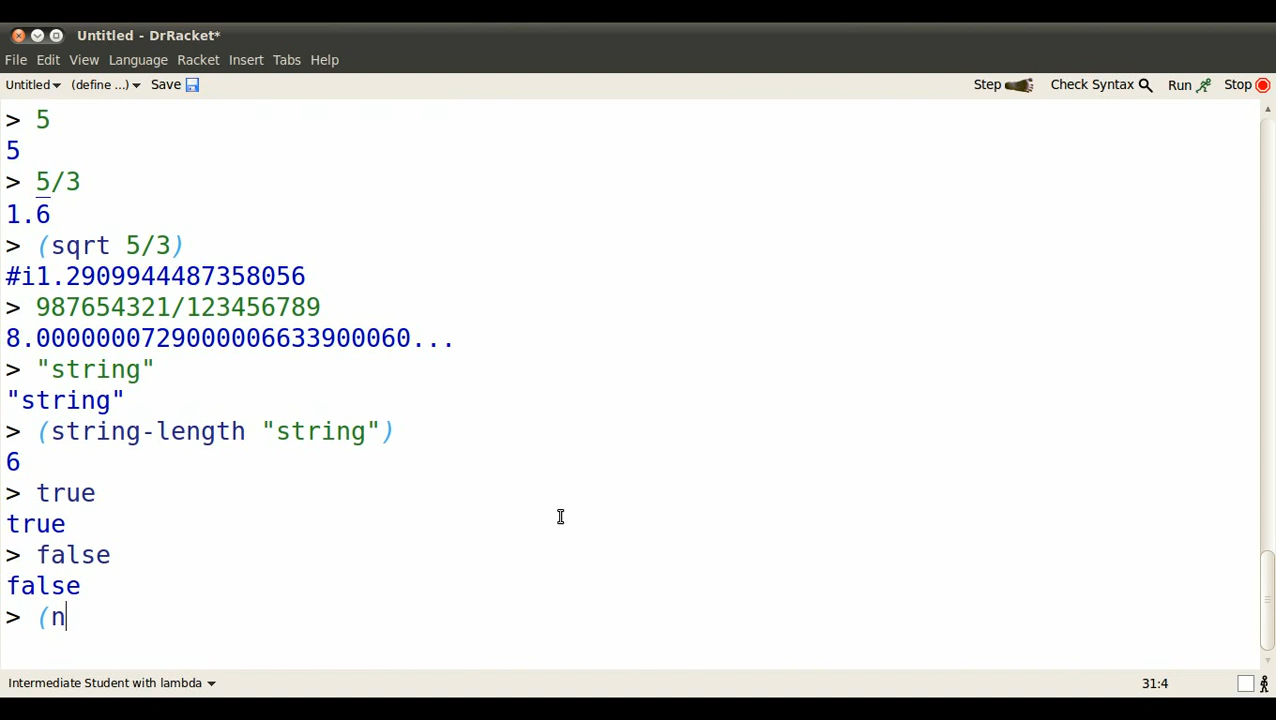 Untitled - DrRacket*
File Edit View Language Racket Insert Tabs Help
Untitled (define ...) Save Step Check Syntax Run Stop
> 5
5
> 5/3
1.6
> (sqrt 5/3)
#i1.2909944487358056
> 987654321/123456789
8.0000000729000006633900060...
> "string"
"string"
> (string-length "string")
6
> true
true
> false
false
> (n
Intermediate Student with lambda 31:4